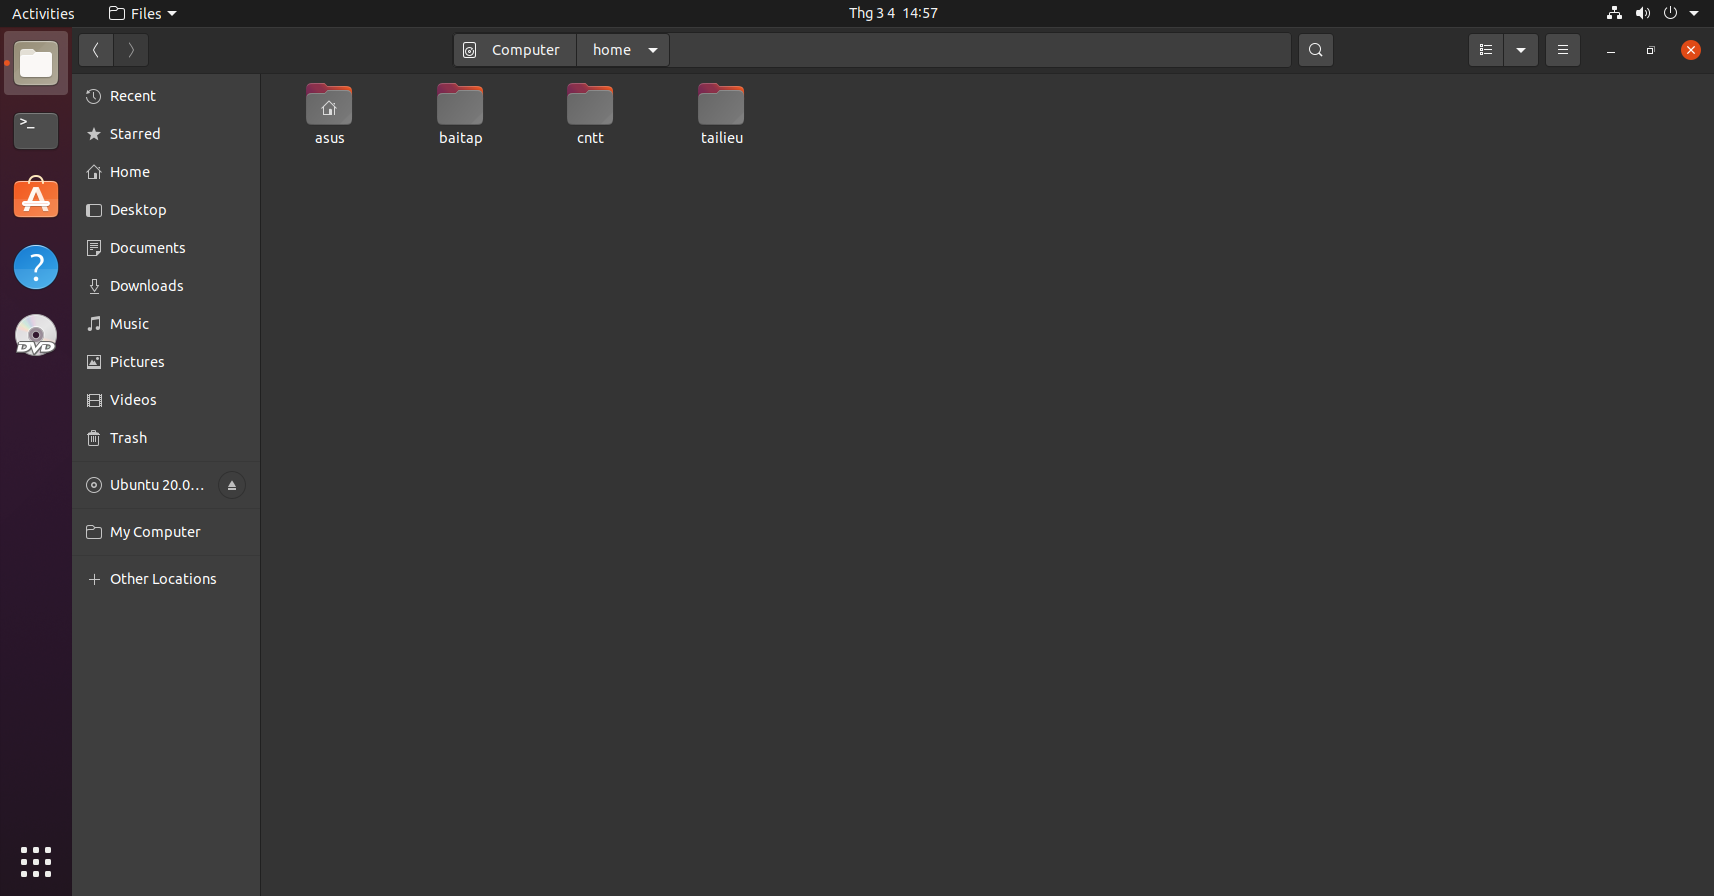 Activities
Files
Thg 3 4 14:57
Computer
home
Recent
Starred
Home
Desktop
Documents
Downloads
Music
Pictures
Videos
Trash
Ubuntu 20.0...
My Computer
Other Locations
asus
baitap
cntt
tailieu
>_
?
DVD